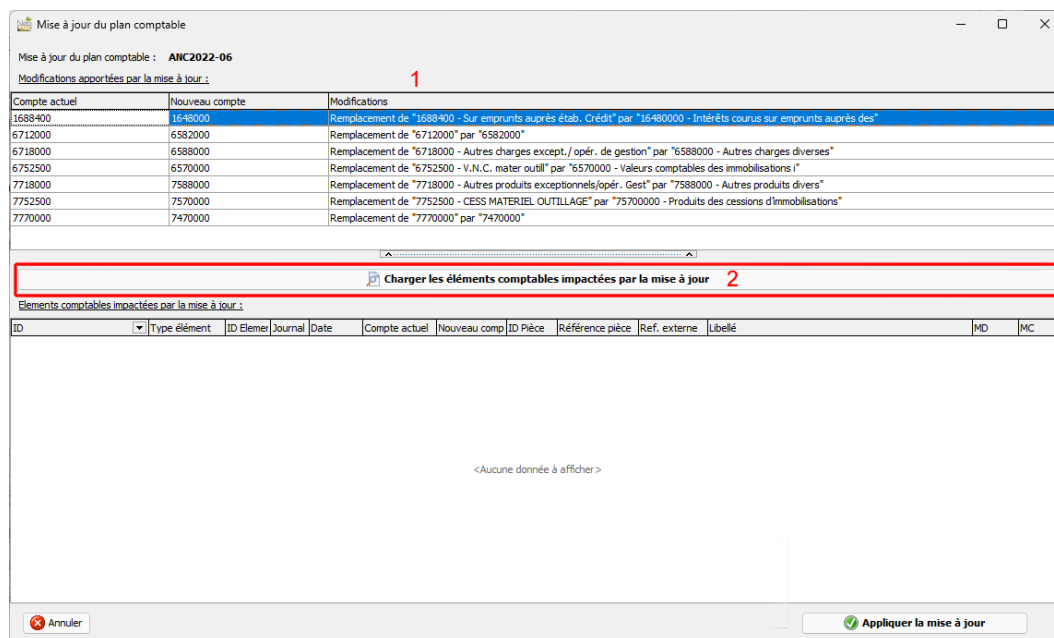 Mise à jour du plan comptable
Mise à jour du plan comptable : ANC2022-06
Modifications apportées par la mise à jour :
1
Compte actuel Nouveau compte Modifications
1688400 1648000 Remplacement de "1688400 - Sur emprunts auprès étab. Crédit" par "16480000 - Intérêts courus sur emprunts auprès des"
6712000 6582000 Remplacement de "6712000" par "6582000"
6718000 6588000 Remplacement de "6718000 - Autres charges except./ opér. de gestion" par "6588000 - Autres charges diverses"
6752500 6570000 Remplacement de "6752500 - V.N.C. mater outill" par "6570000 - Valeurs comptables des immobilisations i"
7718000 7588000 Remplacement de "7718000 - Autres produits exceptionnels/opér. Gest" par "7588000 - Autres produits divers"
7752500 7570000 Remplacement de "7752500 - CESS MATERIEL OUTILLAGE" par "75700000 - Produits des cessions d'immobilisations"
7770000 7470000 Remplacement de "7770000" par "7470000"
Charger les éléments comptables impactées par la mise à jour 2
Elements comptables impactées par la mise à jour :
ID Type élément ID Elemer Journal Date Compte actuel Nouveau comp ID Pièce Référence pièce Ref. externe Libellé MD MC
<Aucune donnée à afficher>
Annuler Appliquer la mise à jour